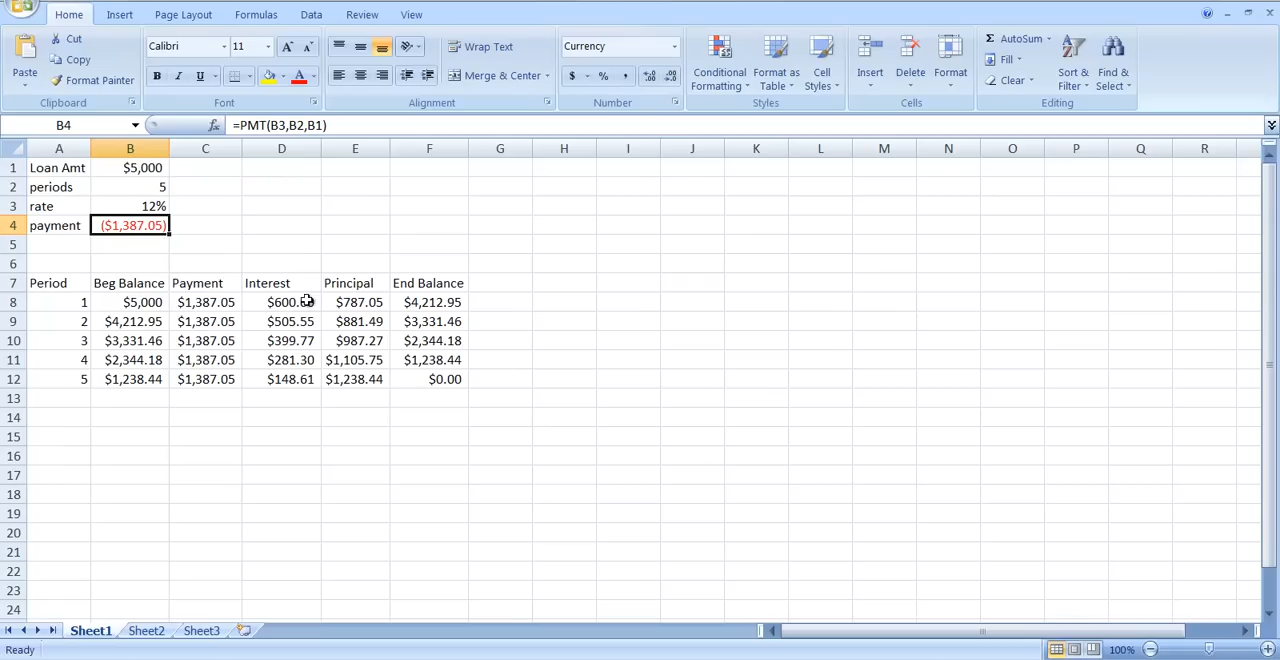 Home Insert Page Layout Formulas Data Review View
Paste
Cut
Copy
Format Painter
Clipboard
Calibri 11
B I U
Font
Wrap Text
Merge & Center
Alignment
Currency
$ % ,
Number
Conditional Formatting
Format as Table
Cell Styles
Styles
Insert
Delete
Format
Cells
AutoSum
Fill
Clear
Sort & Filter
Find & Select
Editing
B4 fx =PMT(B3,B2,B1)
A B C D E F G H I J K L M N O P Q R
1 Loan Amt $5,000
2 periods 5
3 rate 12%
4 payment ($1,387.05)
5
6
7 Period Beg Balance Payment Interest Principal End Balance
8 1 $5,000 $1,387.05 $600. $787.05 $4,212.95
9 2 $4,212.95 $1,387.05 $505.55 $881.49 $3,331.46
10 3 $3,331.46 $1,387.05 $399.77 $987.27 $2,344.18
11 4 $2,344.18 $1,387.05 $281.30 $1,105.75 $1,238.44
12 5 $1,238.44 $1,387.05 $148.61 $1,238.44 $0.00
13
14
15
16
17
18
19
20
21
22
23
24
Sheet1 Sheet2 Sheet3
Ready 100%